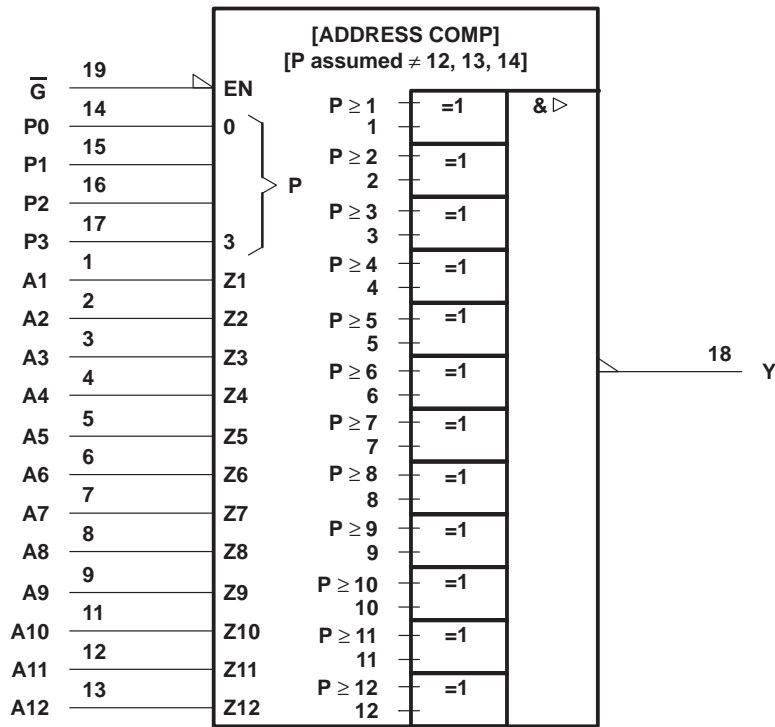 [ADDRESS COMP]
[P assumed ≠ 12, 13, 14]
G 19 EN
P0 14 0
P1 15
P2 16
P
P3 17 3
A1 1 Z1
A2 2 Z2
A3 3 Z3
A4 4 Z4
A5 5 Z5
A6 6 Z6
A7 7 Z7
A8 8 Z8
A9 9 Z9
A10 11 Z10
A11 12 Z11
A12 13 Z12
P ≥ 1 =1 &
1
P ≥ 2 =1
2
P ≥ 3 =1
3
P ≥ 4 =1
4
P ≥ 5 =1
5
P ≥ 6 =1
6
P ≥ 7 =1
7
P ≥ 8 =1
8
P ≥ 9 =1
9
P ≥ 10 =1
10
P ≥ 11 =1
11
P ≥ 12 =1
12
18 Y